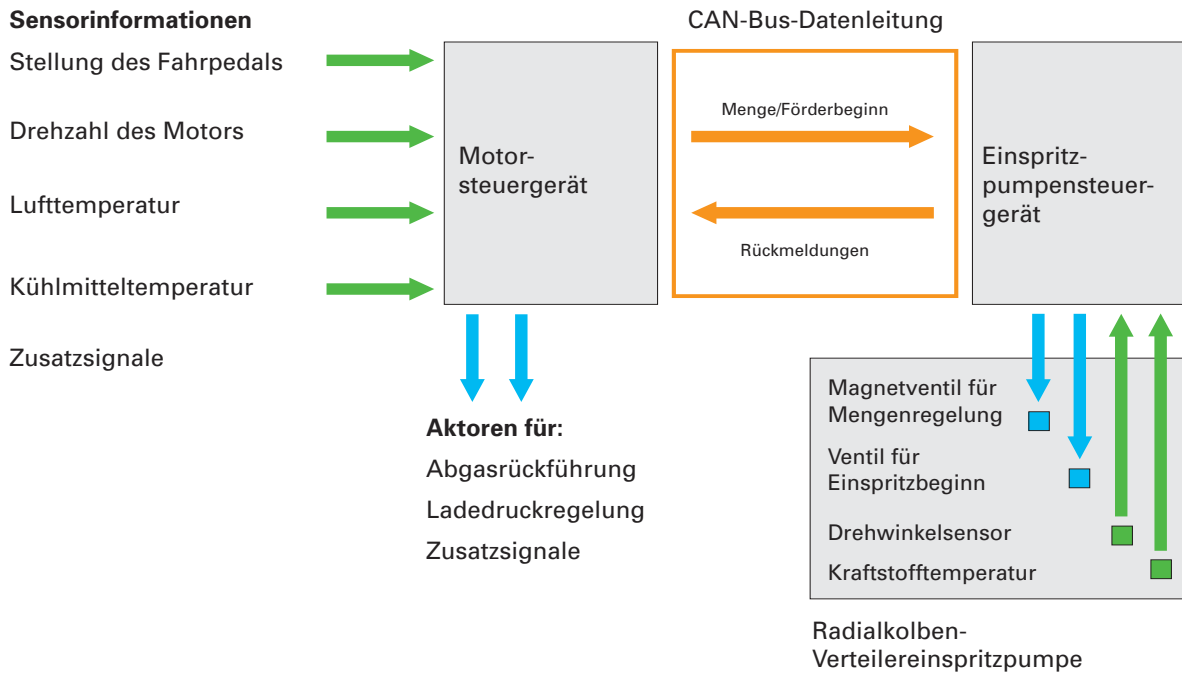 Sensorinformationen
Stellung des Fahrpedals
Drehzahl des Motors
Lufttemperatur
Kühlmitteltemperatur
Zusatzsignale
Motor-
steuergerät
Aktoren für:
Abgasrückführung
Ladedruckregelung
Zusatzsignale
CAN-Bus-Datenleitung
Menge/Förderbeginn
Rückmeldungen
Einspritz-
pumpensteuer-
gerät
Magnetventil für
Mengenregelung
Ventil für
Einspritzbeginn
Drehwinkelsensor
Kraftstofftemperatur
Radialkolben-
Verteilereinspritzpumpe